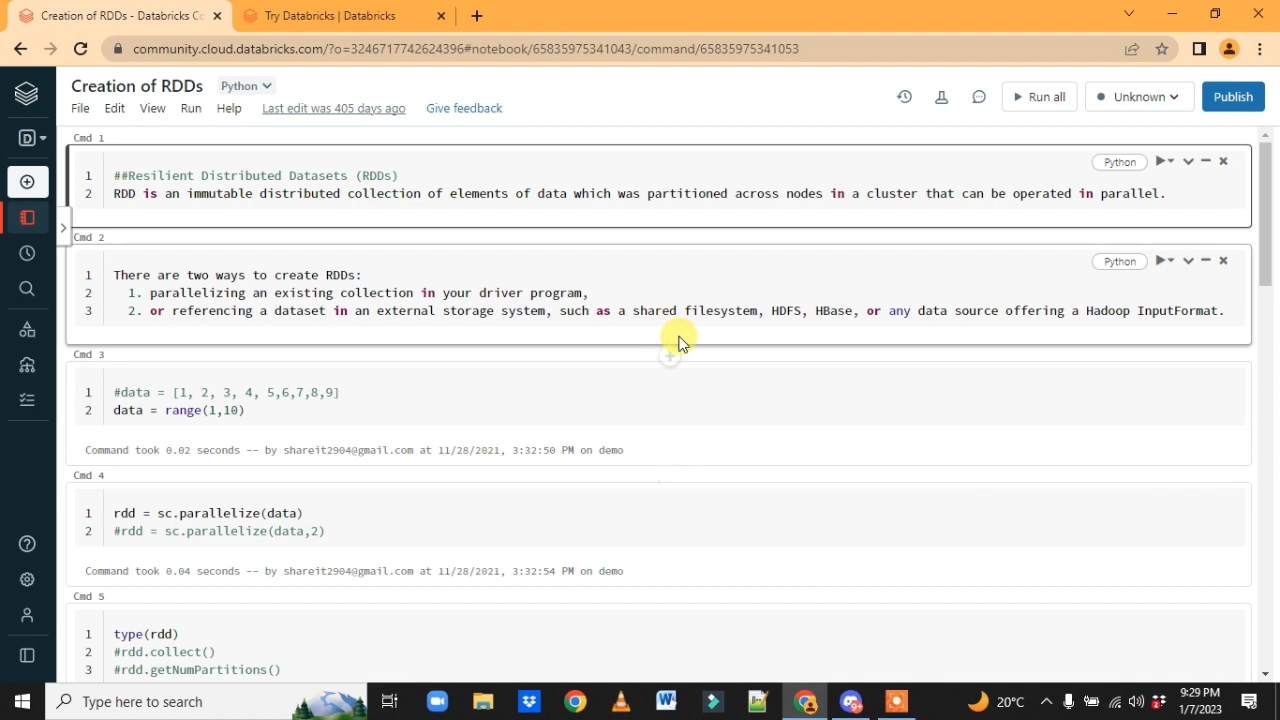 Creation of RDDs - Databricks Co
Try Databricks | Databricks
community.cloud.databricks.com/?o=3246717742624396#notebook/65835975341043/command/65835975341053
Creation of RDDs Python
File Edit View Run Help Last edit was 405 days ago Give feedback
Run all Unknown Publish
D
Cmd 1
Python
1 ##Resilient Distributed Datasets (RDDs)
2 RDD is an immutable distributed collection of elements of data which was partitioned across nodes in a cluster that can be operated in parallel.
Cmd 2
Python
1 There are two ways to create RDDs:
2 1. parallelizing an existing collection in your driver program,
3 2. or referencing a dataset in an external storage system, such as a shared filesystem, HDFS, HBase, or any data source offering a Hadoop InputFormat.
Cmd 3
1 #data = [1, 2, 3, 4, 5,6,7,8,9]
2 data = range(1,10)
Command took 0.02 seconds -- by shareit2904@gmail.com at 11/28/2021, 3:32:50 PM on demo
Cmd 4
1 rdd = sc.parallelize(data)
2 #rdd = sc.parallelize(data,2)
Command took 0.04 seconds -- by shareit2904@gmail.com at 11/28/2021, 3:32:54 PM on demo
Cmd 5
1 type(rdd)
2 #rdd.collect()
3 #rdd.getNumPartitions()
Type here to search
20°C
9:29 PM
1/7/2023